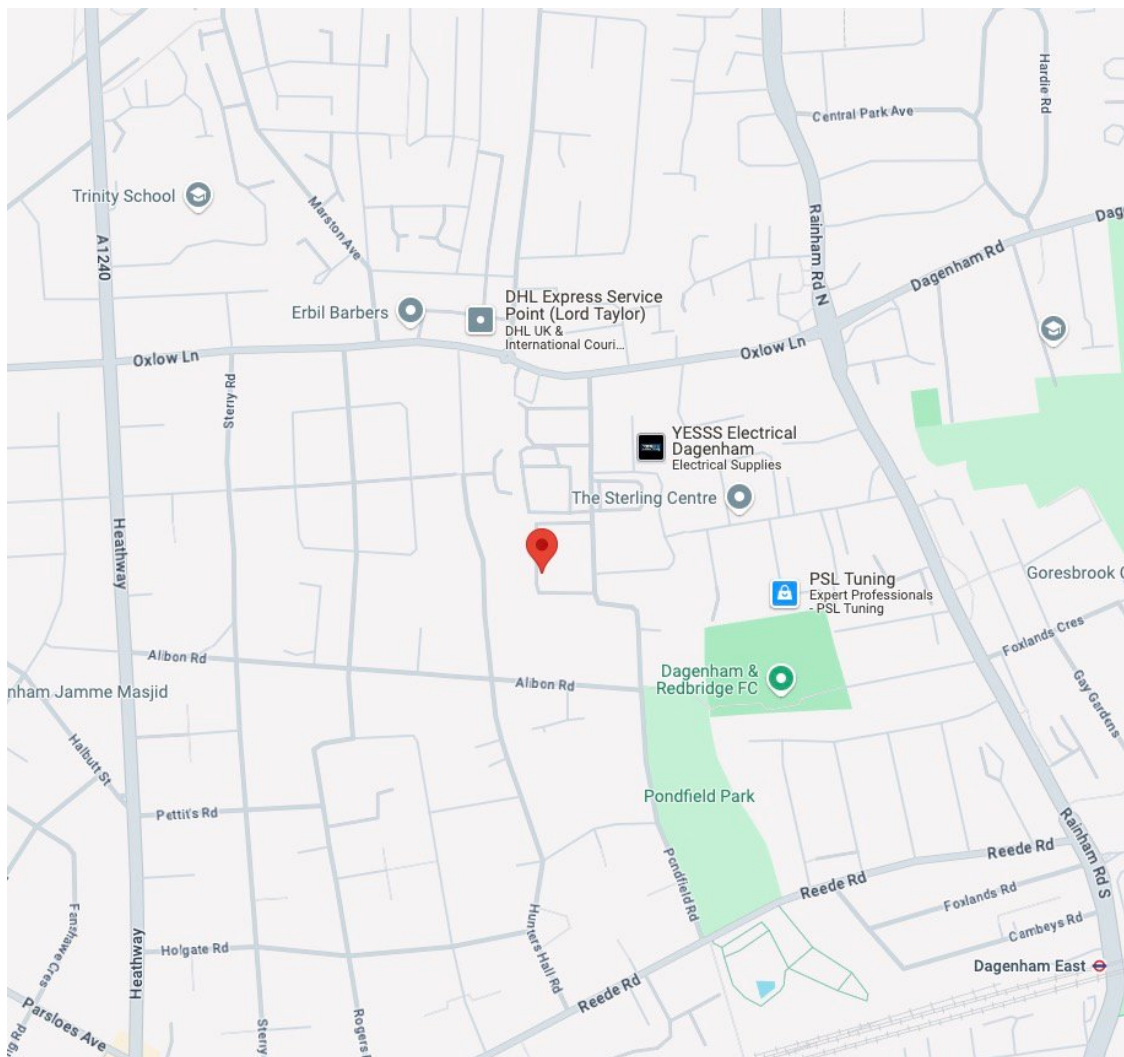 Hardie Rd
Central Park Ave
Trinity School
Marston Ave
Rainham Rd N
A1240
Dagenham Rd
DHL Express Service
Point (Lord Taylor)
DHL UK &
International Couri...
Erbil Barbers
Oxlow Ln
Oxlow Ln
Sterry Rd
YESSS Electrical
Dagenham
Electrical Supplies
The Sterling Centre
Heathway
PSL Tuning
Expert Professionals
- PSL Tuning
Goresbrook
Foxlands Cres
Alibon Rd
Alibon Rd
Dagenham &
Redbridge FC
Gay Gardens
nham Jamme Masjid
Halbutt St
Pondfield Park
Pettit's Rd
Rainham Rd S
Reede Rd
Reede Rd
Pondfield Rd
Foxlands Rd
Fanshawe Cres
Hunters Hall Rd
Cambeys Rd
Holgate Rd
Heathway
Dagenham East
Reede Rd
Parsloes Ave
Sterry
Rogers